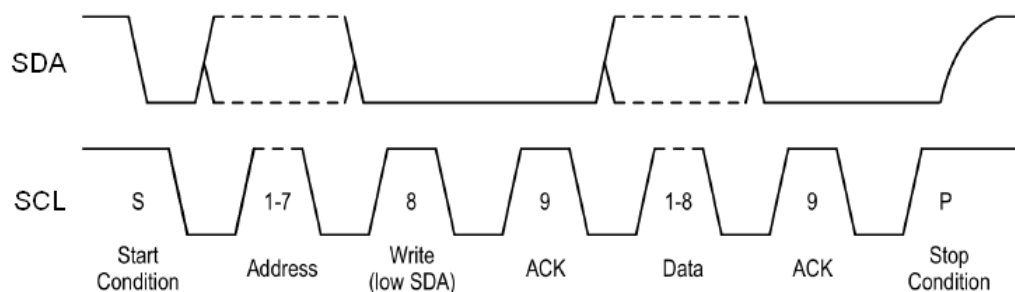 SDA
SCL
S 1-7 8 9 1-8 9 P
Start Condition
Address
Write (low SDA)
ACK
Data
ACK
Stop Condition